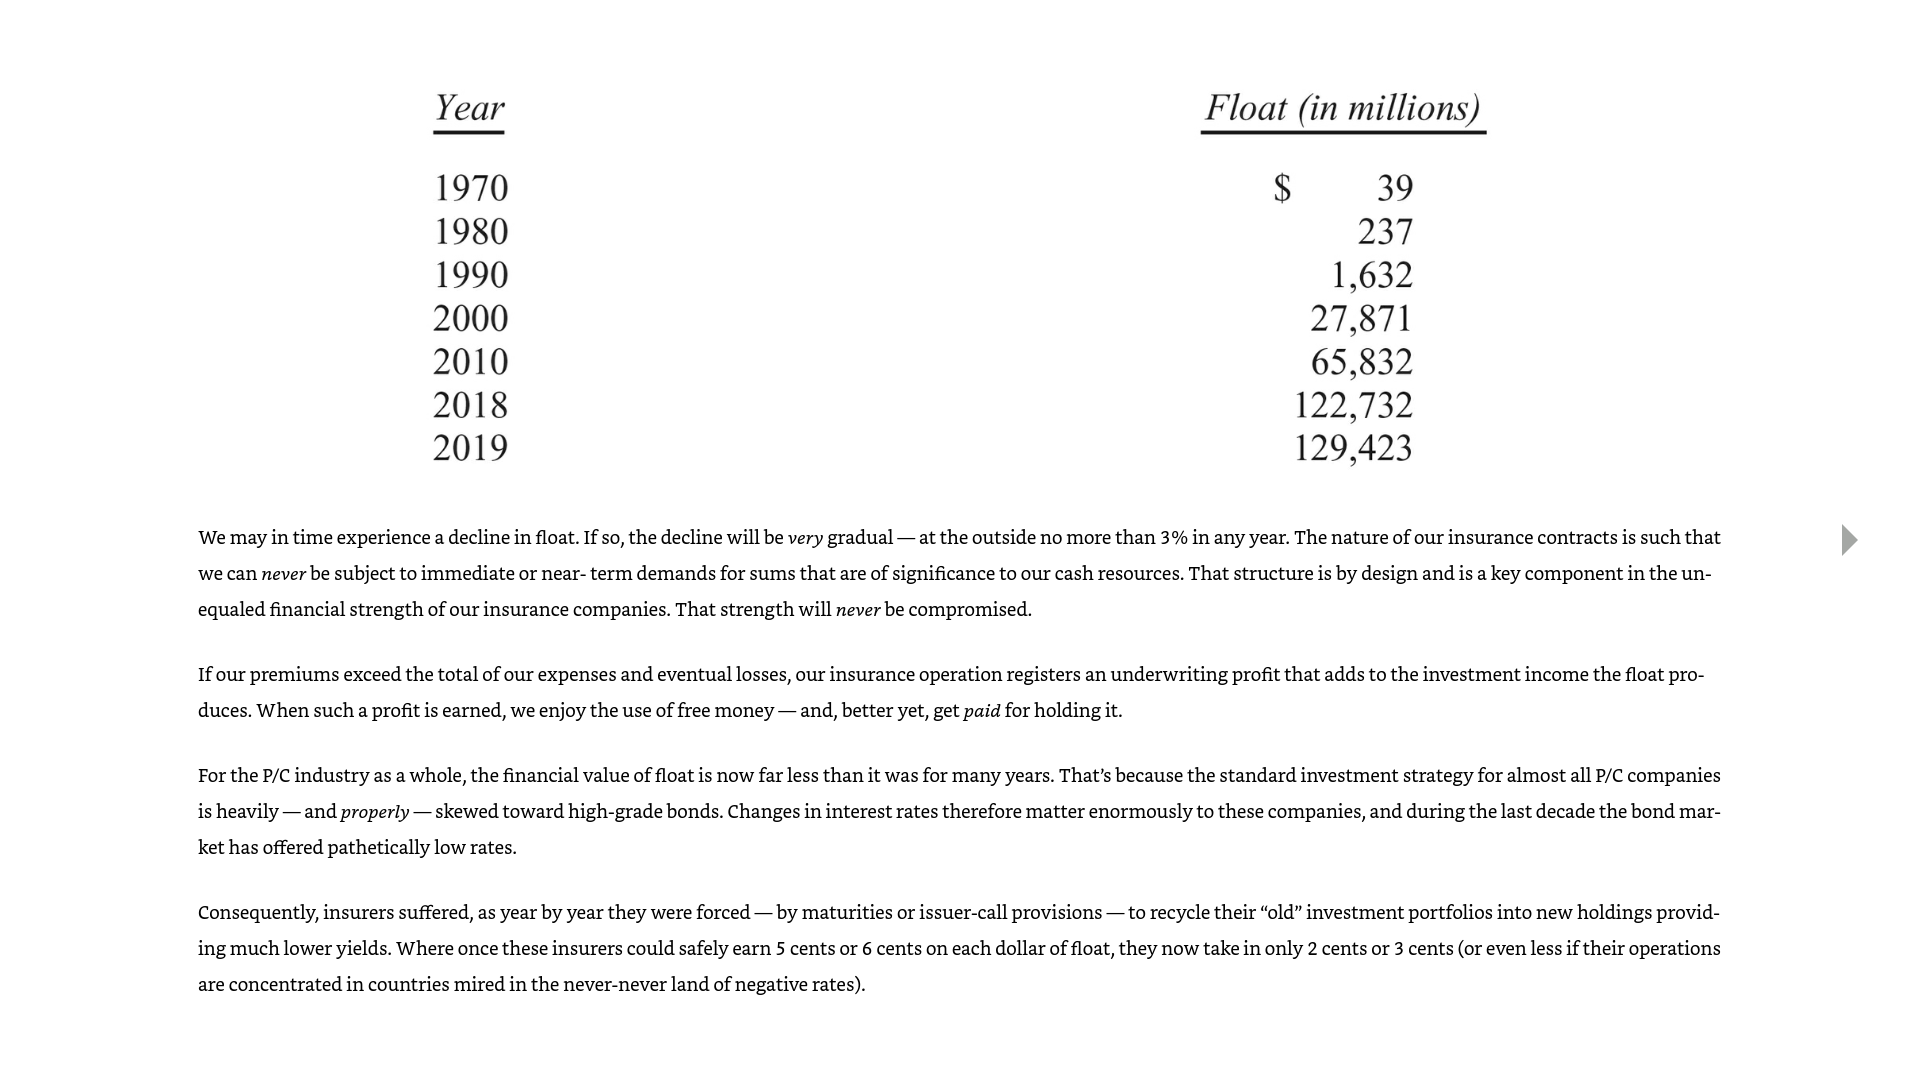 Year Float (in millions)
1970 $ 39
1980 237
1990 1,632
2000 27,871
2010 65,832
2018 122,732
2019 129,423
We may in time experience a decline in float. If so, the decline will be very gradual — at the outside no more than 3% in any year. The nature of our insurance contracts is such that
we can never be subject to immediate or near- term demands for sums that are of significance to our cash resources. That structure is by design and is a key component in the un-
equaled financial strength of our insurance companies. That strength will never be compromised.
If our premiums exceed the total of our expenses and eventual losses, our insurance operation registers an underwriting profit that adds to the investment income the float pro-
duces. When such a profit is earned, we enjoy the use of free money — and, better yet, get paid for holding it.
For the P/C industry as a whole, the financial value of float is now far less than it was for many years. That’s because the standard investment strategy for almost all P/C companies
is heavily — and properly — skewed toward high-grade bonds. Changes in interest rates therefore matter enormously to these companies, and during the last decade the bond mar-
ket has offered pathetically low rates.
Consequently, insurers suffered, as year by year they were forced — by maturities or issuer-call provisions — to recycle their “old” investment portfolios into new holdings provid-
ing much lower yields. Where once these insurers could safely earn 5 cents or 6 cents on each dollar of float, they now take in only 2 cents or 3 cents (or even less if their operations
are concentrated in countries mired in the never-never land of negative rates).